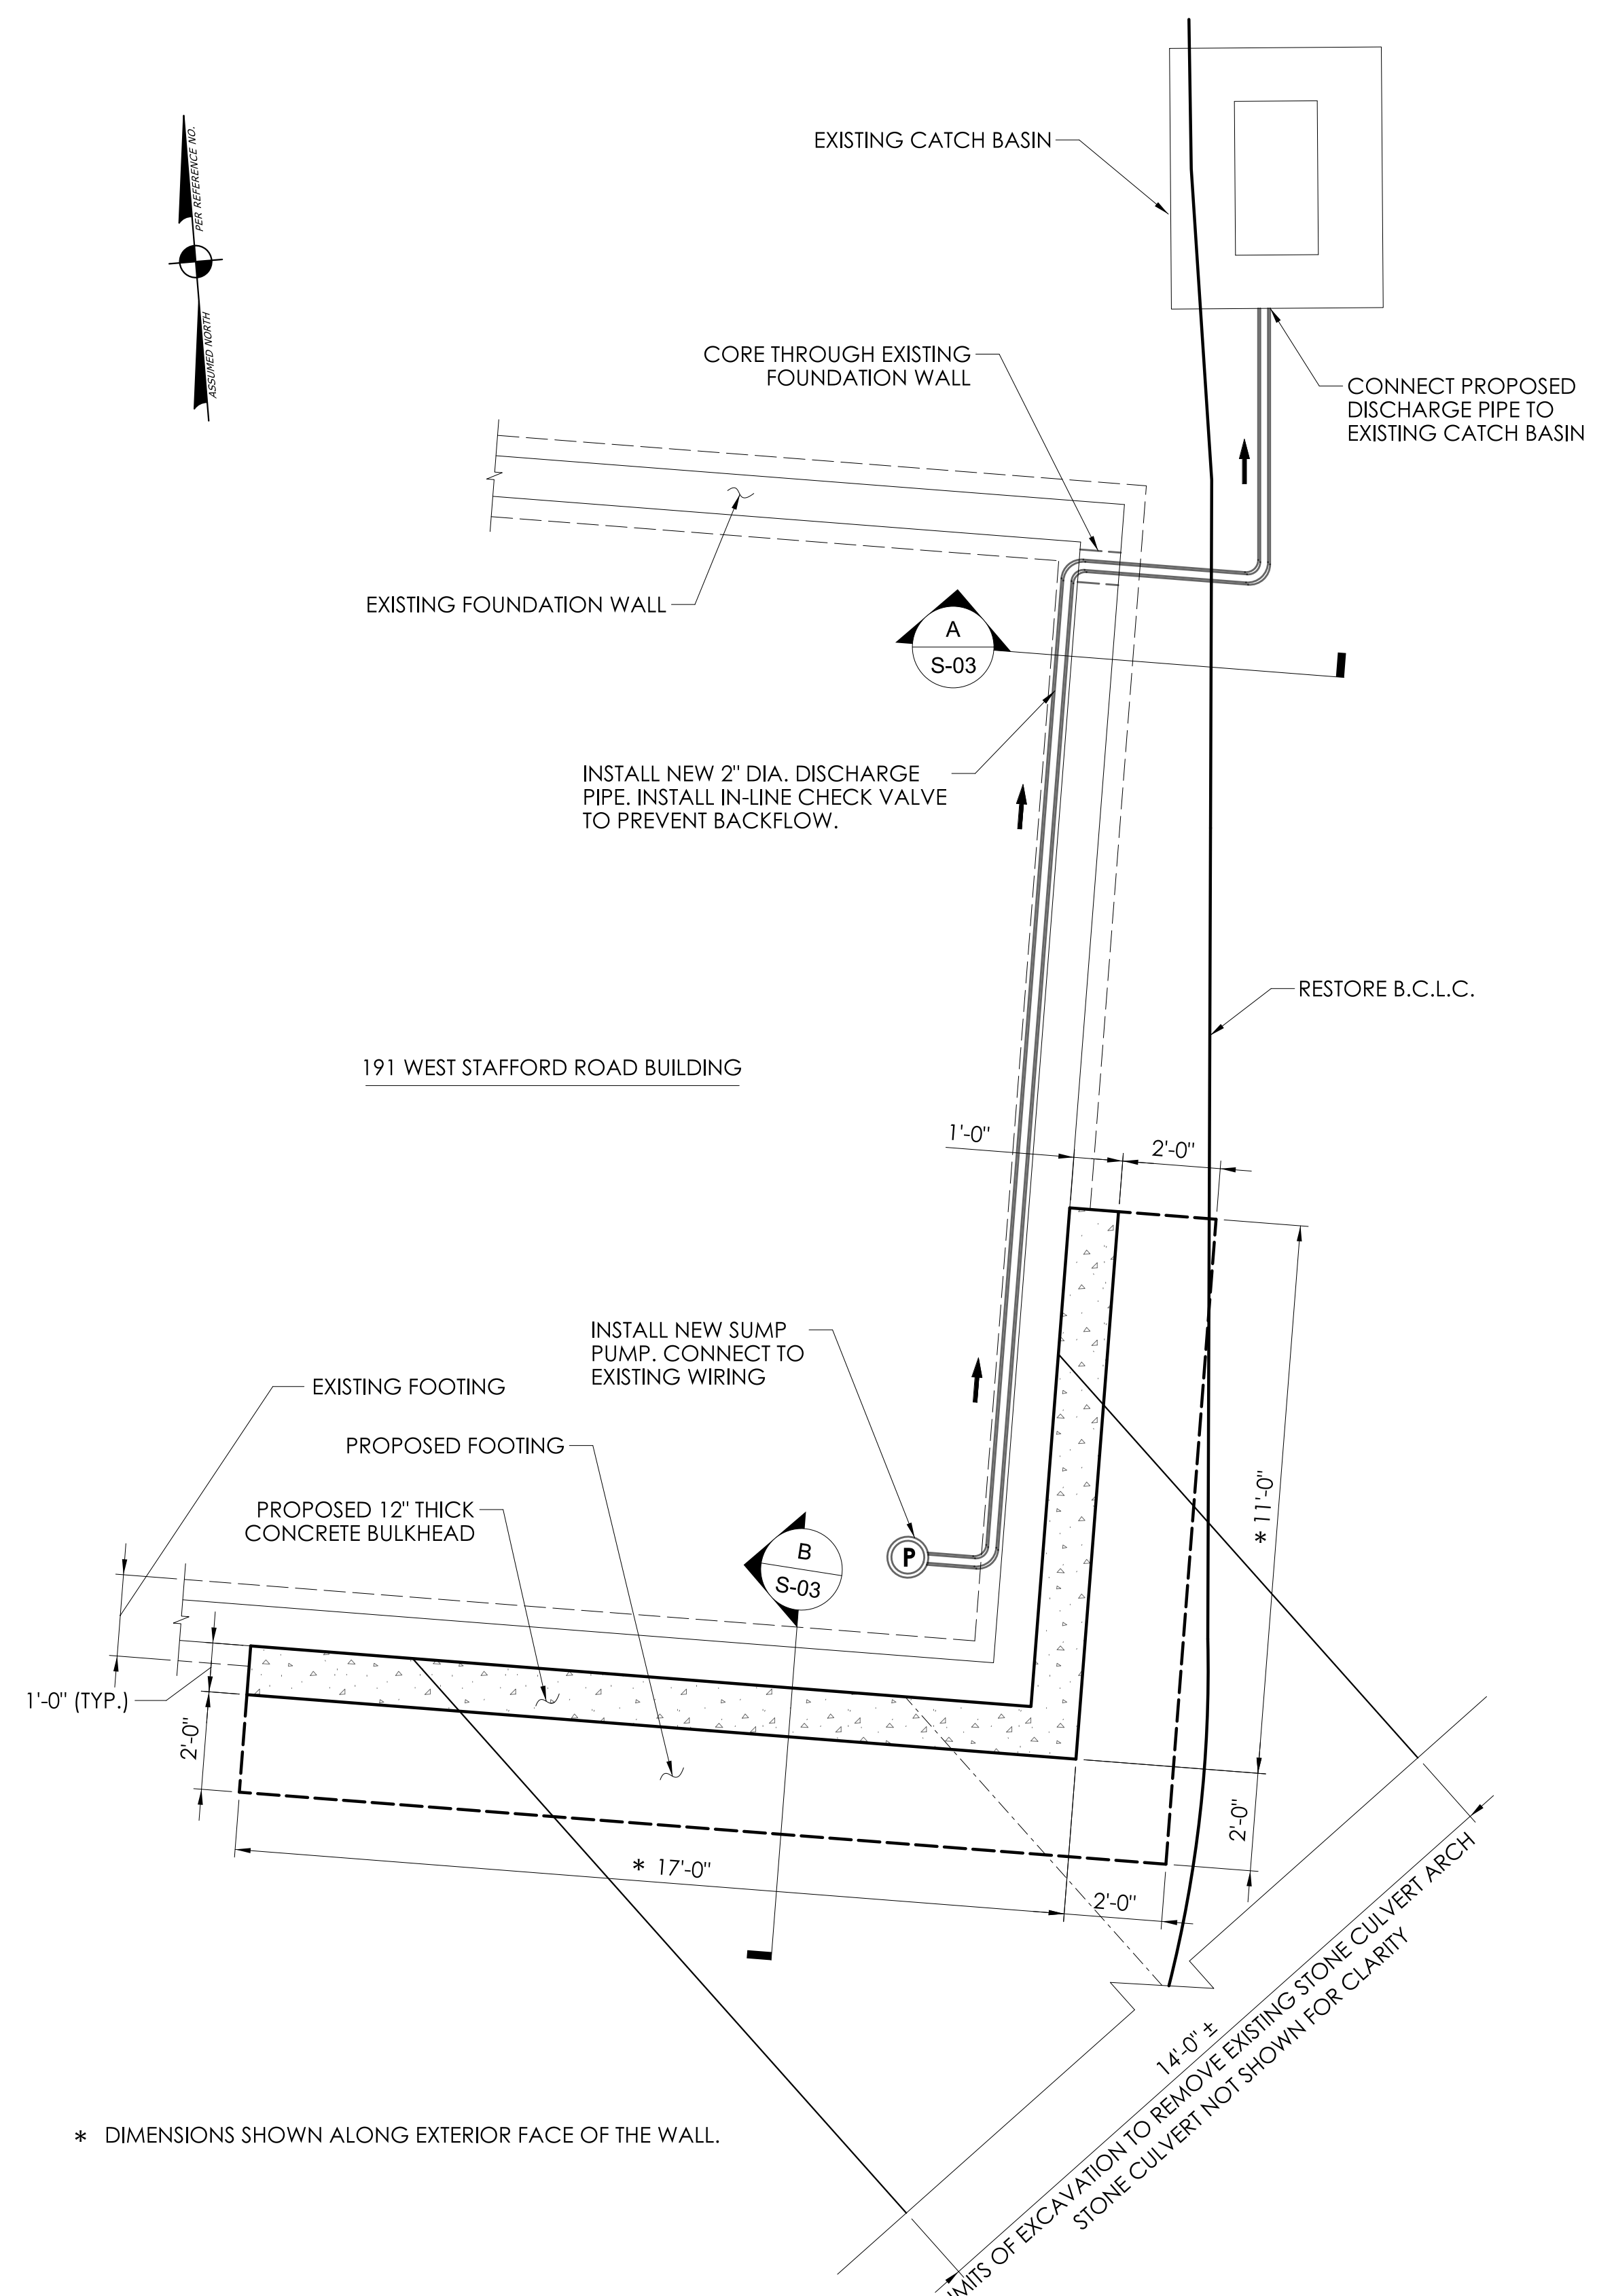 EXISTING CATCH BASIN
PER REFERENCE NO.
ASSUMED NORTH
CORE THROUGH EXISTING
FOUNDATION WALL
CONNECT PROPOSED
DISCHARGE PIPE TO
EXISTING CATCH BASIN
EXISTING FOUNDATION WALL
A
S-03
INSTALL NEW 2" DIA. DISCHARGE
PIPE. INSTALL IN-LINE CHECK VALVE
TO PREVENT BACKFLOW.
RESTORE B.C.L.C.
191 WEST STAFFORD ROAD BUILDING
1'-0"
2'-0"
INSTALL NEW SUMP
PUMP. CONNECT TO
EXISTING WIRING
EXISTING FOOTING
PROPOSED FOOTING
PROPOSED 12" THICK
CONCRETE BULKHEAD
* 11'-0"
B
S-03
P
1'-0" (TYP.)
2'-0"
2'-0"
* 17'-0"
2'-0"
14'-0" ±
IMITS OF EXCAVATION TO REMOVE EXISTING STONE CULVERT ARCH
STONE CULVERT NOT SHOWN FOR CLARITY
* DIMENSIONS SHOWN ALONG EXTERIOR FACE OF THE WALL.